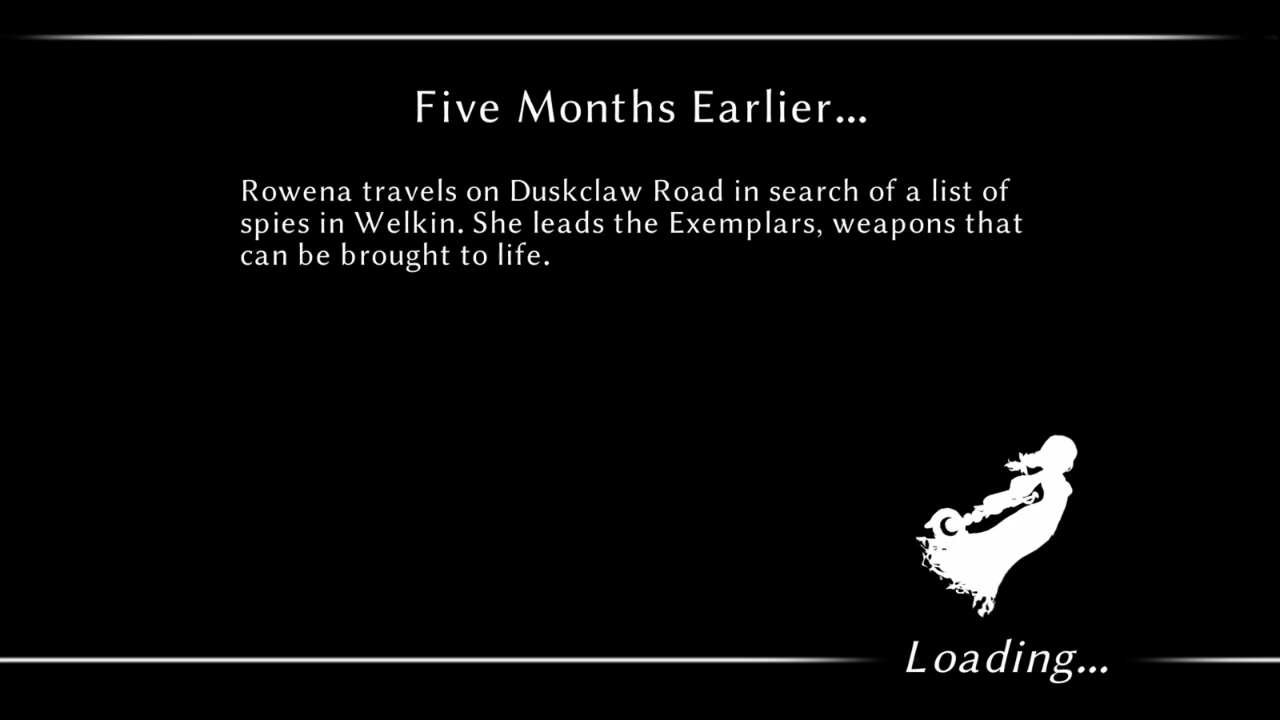 Five Months Earlier...
Rowena travels on Duskclaw Road in search of a list of
spies in Welkin. She leads the Exemplars, weapons that
can be brought to life.
Loading...